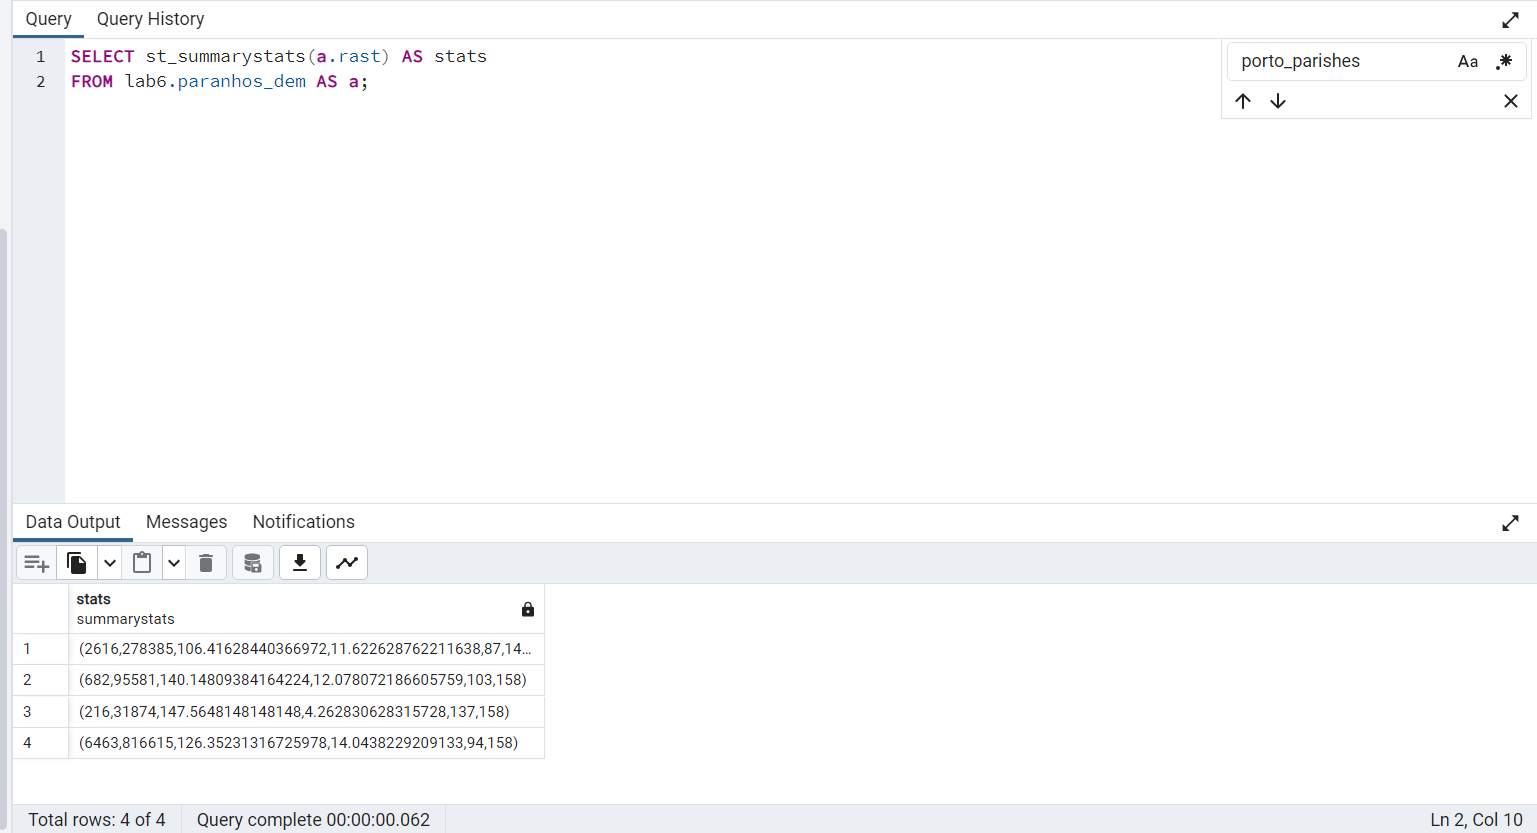 Query Query History
1 SELECT st_summarystats(a.rast) AS stats
2 FROM lab6.paranhos_dem AS a;
porto_parishes Aa .*
Data Output Messages Notifications
stats
summarystats
1 (2616,278385,106.41628440366972,11.622628762211638,87,14...
2 (682,95581,140.14809384164224,12.078072186605759,103,158)
3 (216,31874,147.5648148148148,4.262830628315728,137,158)
4 (6463,816615,126.35231316725978,14.0438229209133,94,158)
Total rows: 4 of 4 Query complete 00:00:00.062 Ln 2, Col 10